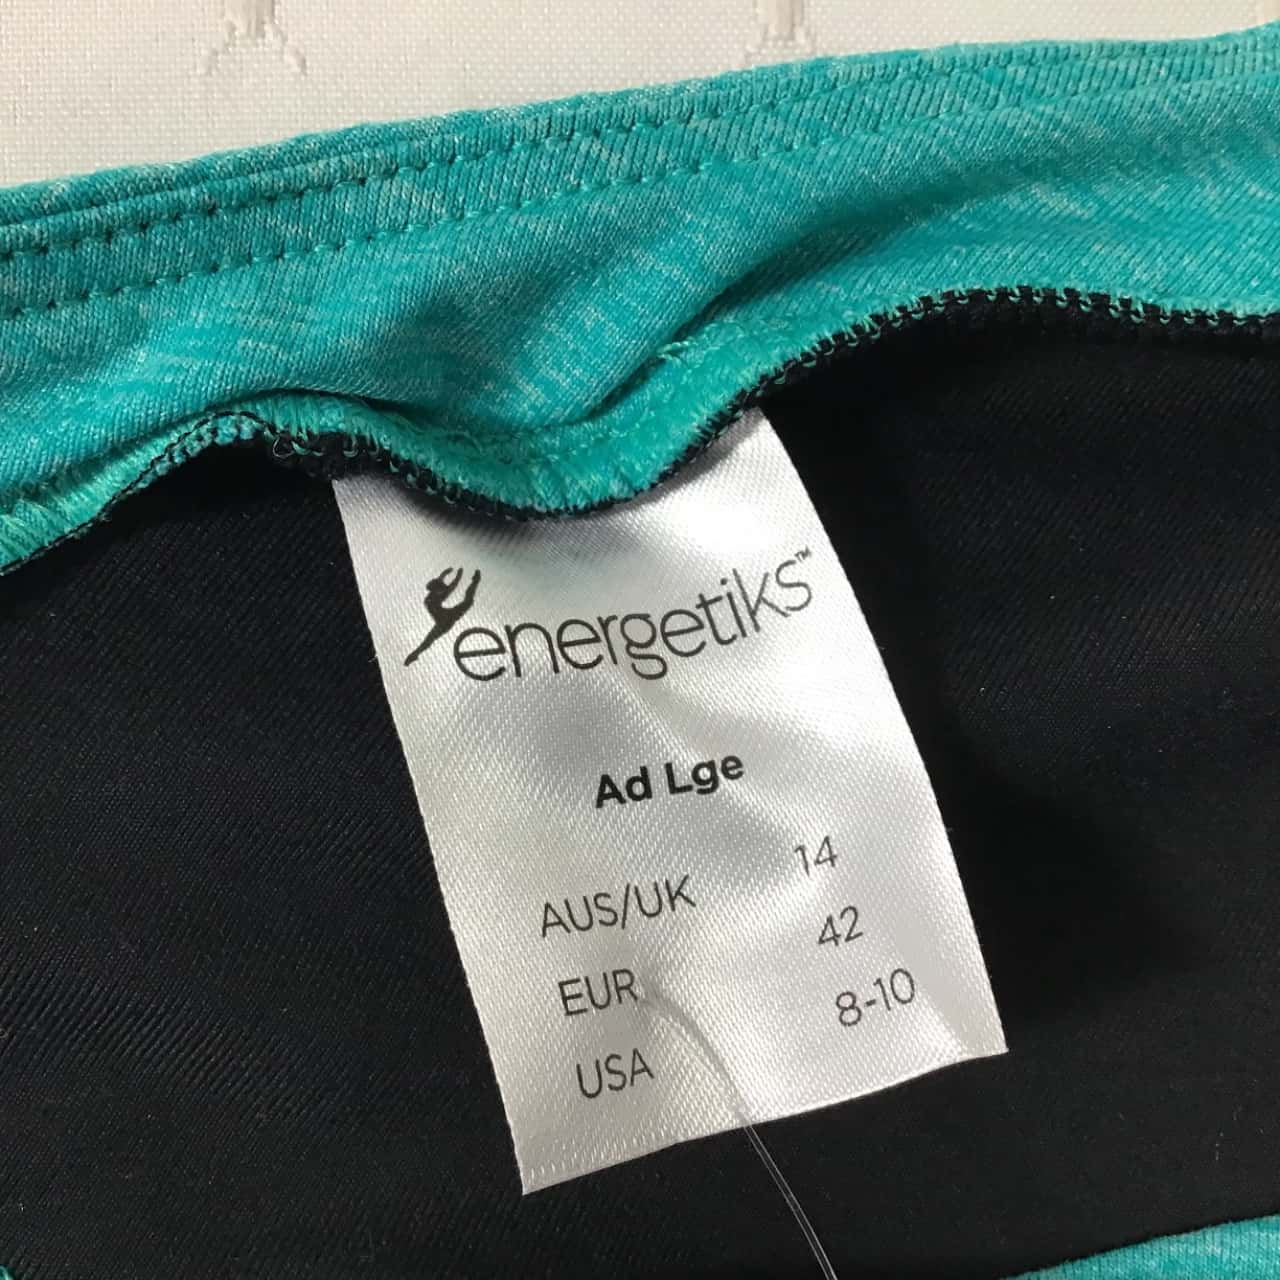 energetiks™
Ad Lge
AUS/UK 14
EUR 42
USA 8-10